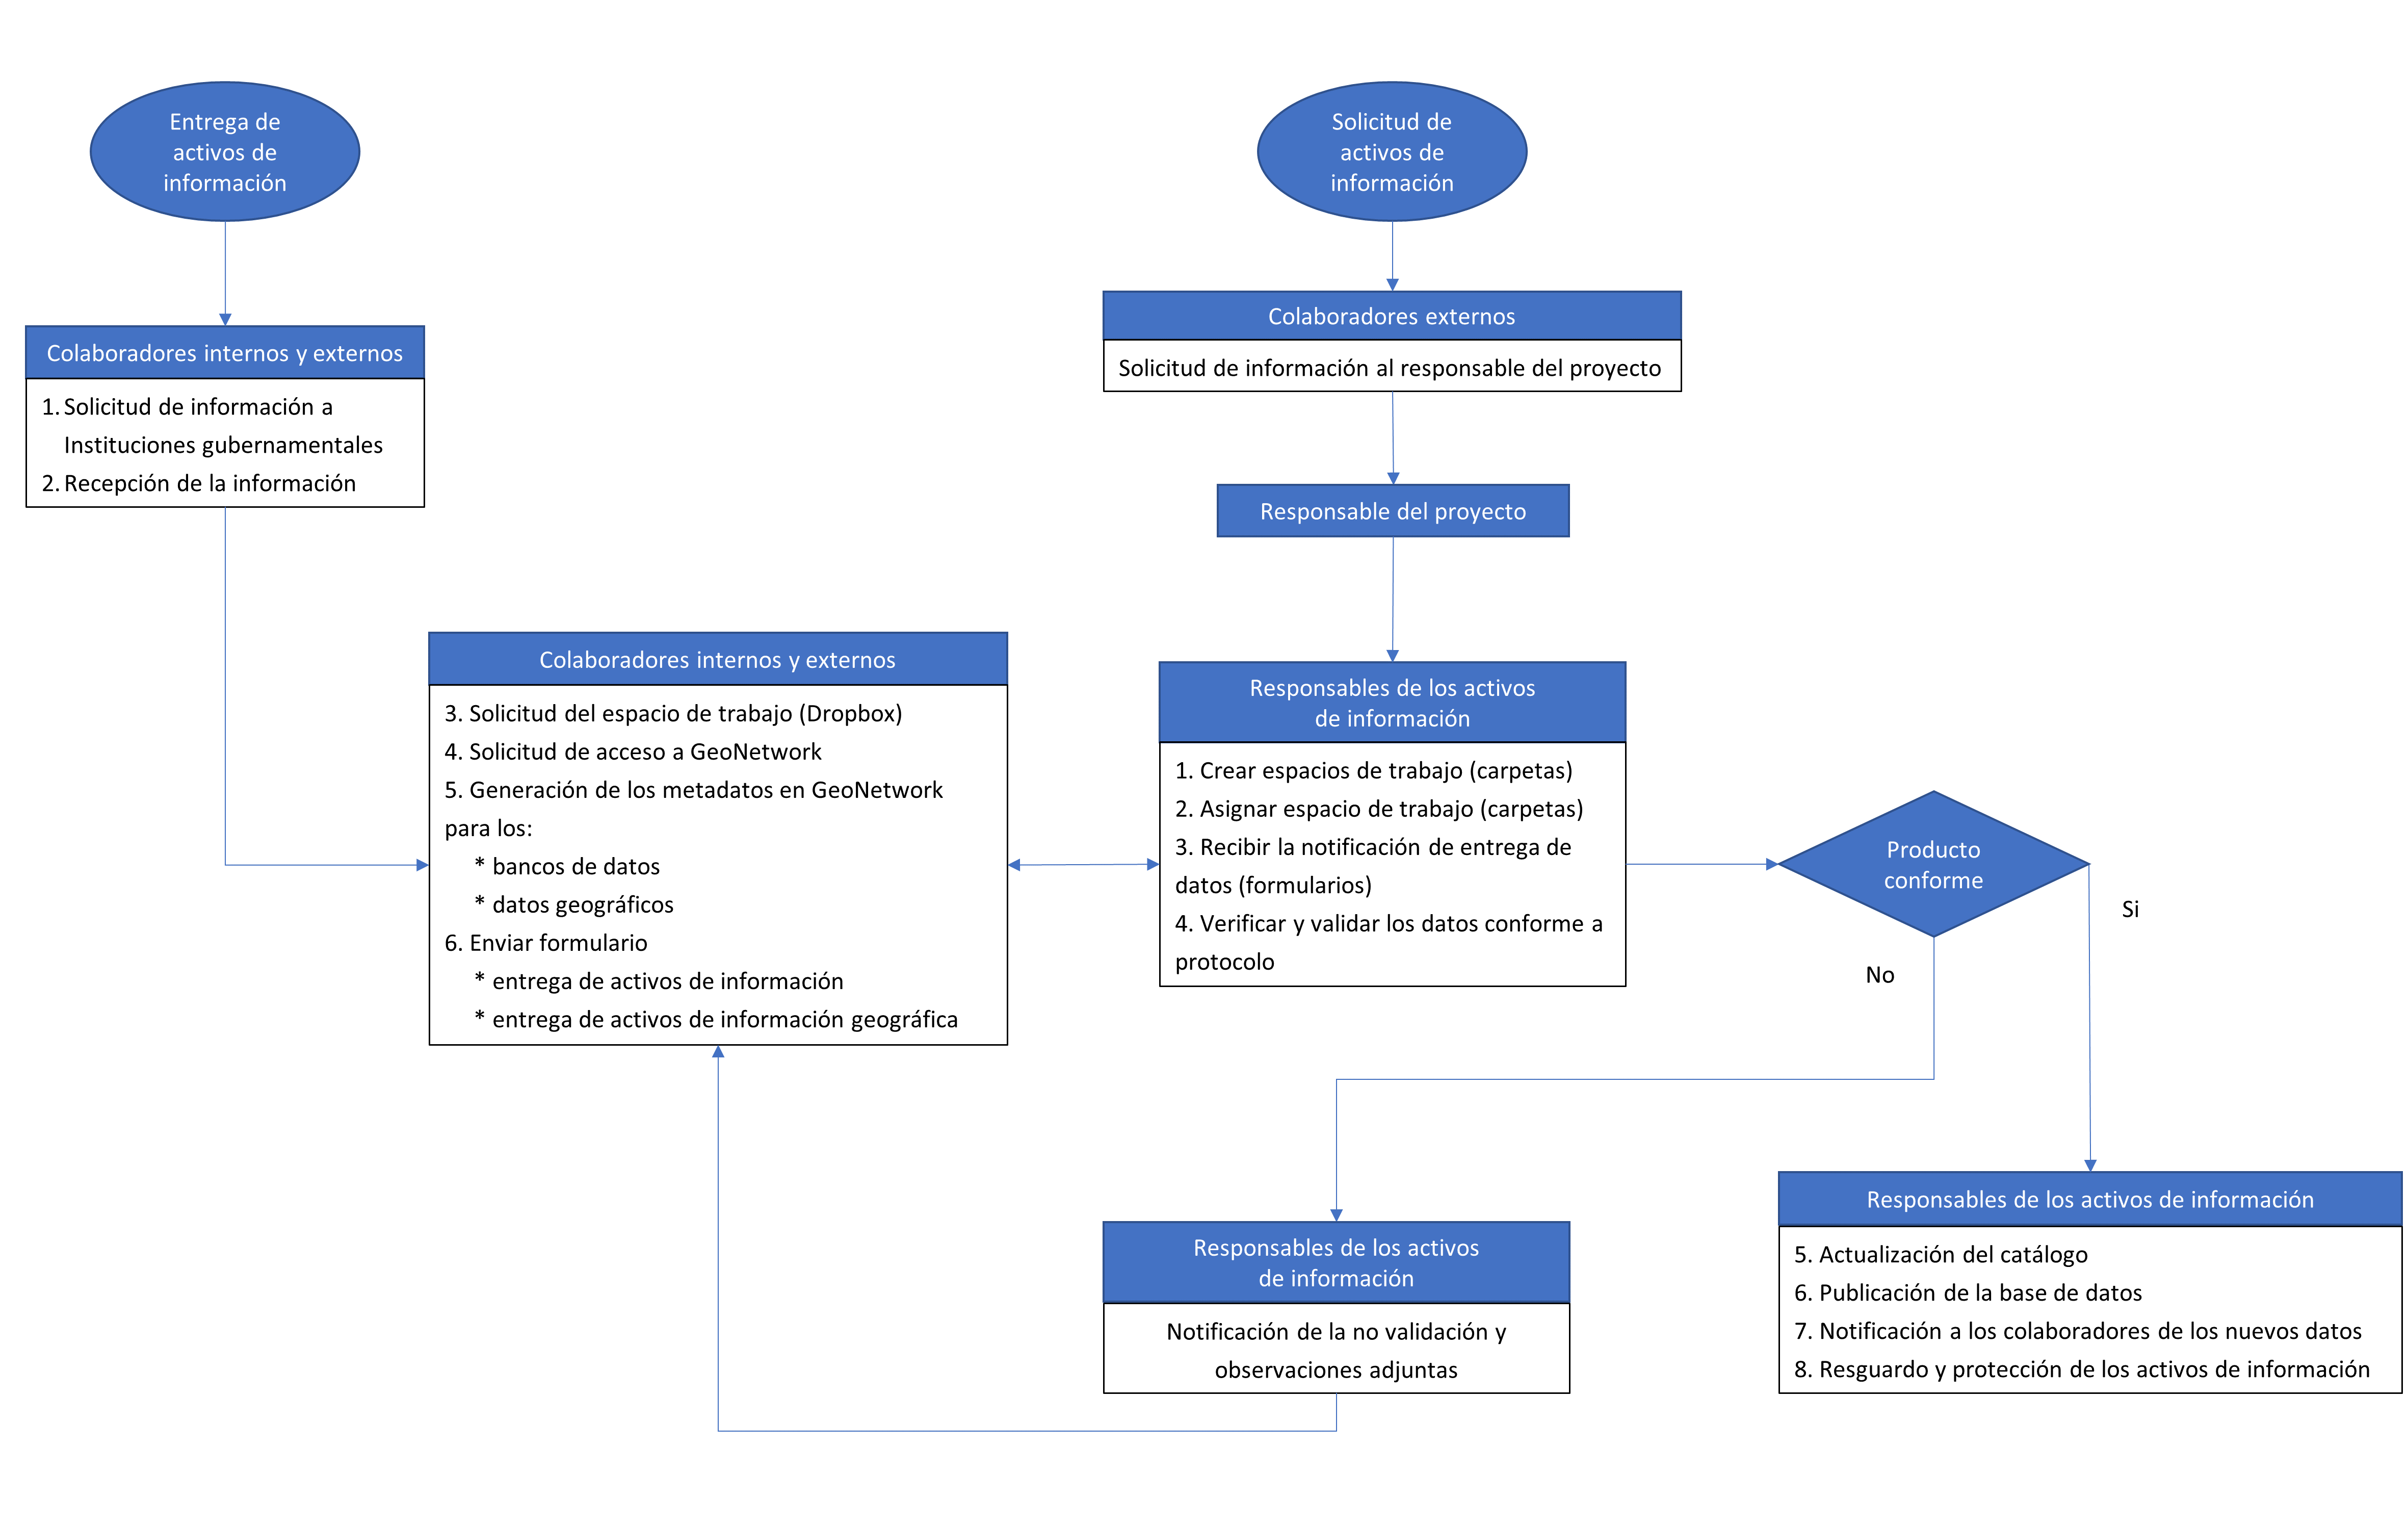 Entrega de
activos de
información
Solicitud de
activos de
información
Colaboradores externos
Solicitud de información al responsable del proyecto
Colaboradores internos y externos
1. Solicitud de información a
Instituciones gubernamentales
2. Recepción de la información
Responsable del proyecto
Colaboradores internos y externos
3. Solicitud del espacio de trabajo (Dropbox)
4. Solicitud de acceso a GeoNetwork
5. Generación de los metadatos en GeoNetwork
para los:
* bancos de datos
* datos geográficos
6. Enviar formulario
* entrega de activos de información
* entrega de activos de información geográfica
Responsables de los activos
de información
1. Crear espacios de trabajo (carpetas)
2. Asignar espacio de trabajo (carpetas)
3. Recibir la notificación de entrega de
datos (formularios)
4. Verificar y validar los datos conforme a
protocolo
Producto
conforme
Si
No
Responsables de los activos
de información
Notificación de la no validación y
observaciones adjuntas
Responsables de los activos de información
5. Actualización del catálogo
6. Publicación de la base de datos
7. Notificación a los colaboradores de los nuevos datos
8. Resguardo y protección de los activos de información